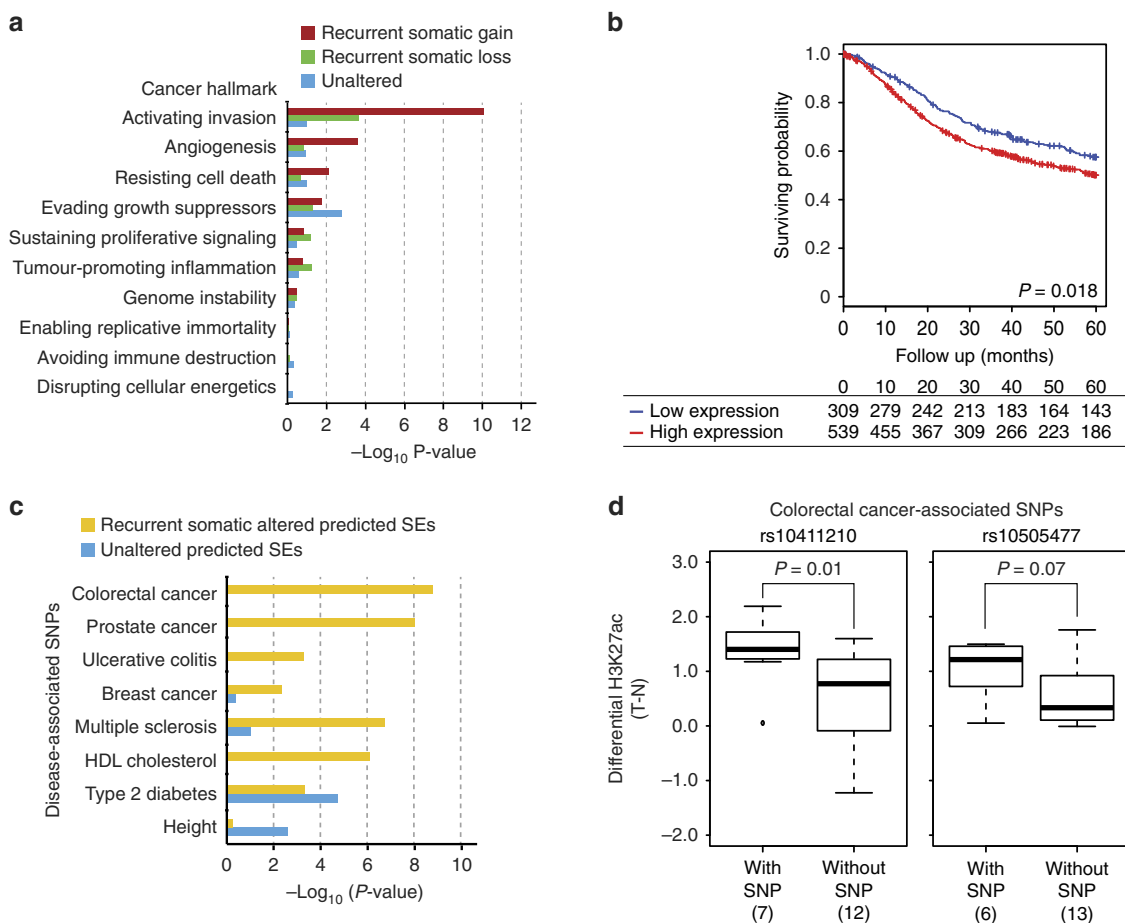 a
Recurrent somatic gain
Recurrent somatic loss
Unaltered
Cancer hallmark
Activating invasion
Angiogenesis
Resisting cell death
Evading growth suppressors
Sustaining proliferative signaling
Tumour-promoting inflammation
Genome instability
Enabling replicative immortality
Avoiding immune destruction
Disrupting cellular energetics
0 2 4 6 8 10 12
–Log10 P-value
b
Surviving probability
1.0
0.8
0.6
0.4
0.2
0
P = 0.018
0 10 20 30 40 50 60
Follow up (months)
0 10 20 30 40 50 60
Low expression 309 279 242 213 183 164 143
High expression 539 455 367 309 266 223 186
c
Recurrent somatic altered predicted SEs
Unaltered predicted SEs
Disease-associated SNPs
Colorectal cancer
Prostate cancer
Ulcerative colitis
Breast cancer
Multiple sclerosis
HDL cholesterol
Type 2 diabetes
Height
0 2 4 6 8 10
–Log10 (P-value)
d
Colorectal cancer-associated SNPs
rs10411210 rs10505477
Differential H3K27ac
(T-N)
3.0
2.0
1.0
0.0
–1.0
–2.0
P = 0.01 P = 0.07
With Without With Without
SNP SNP SNP SNP
(7) (12) (6) (13)